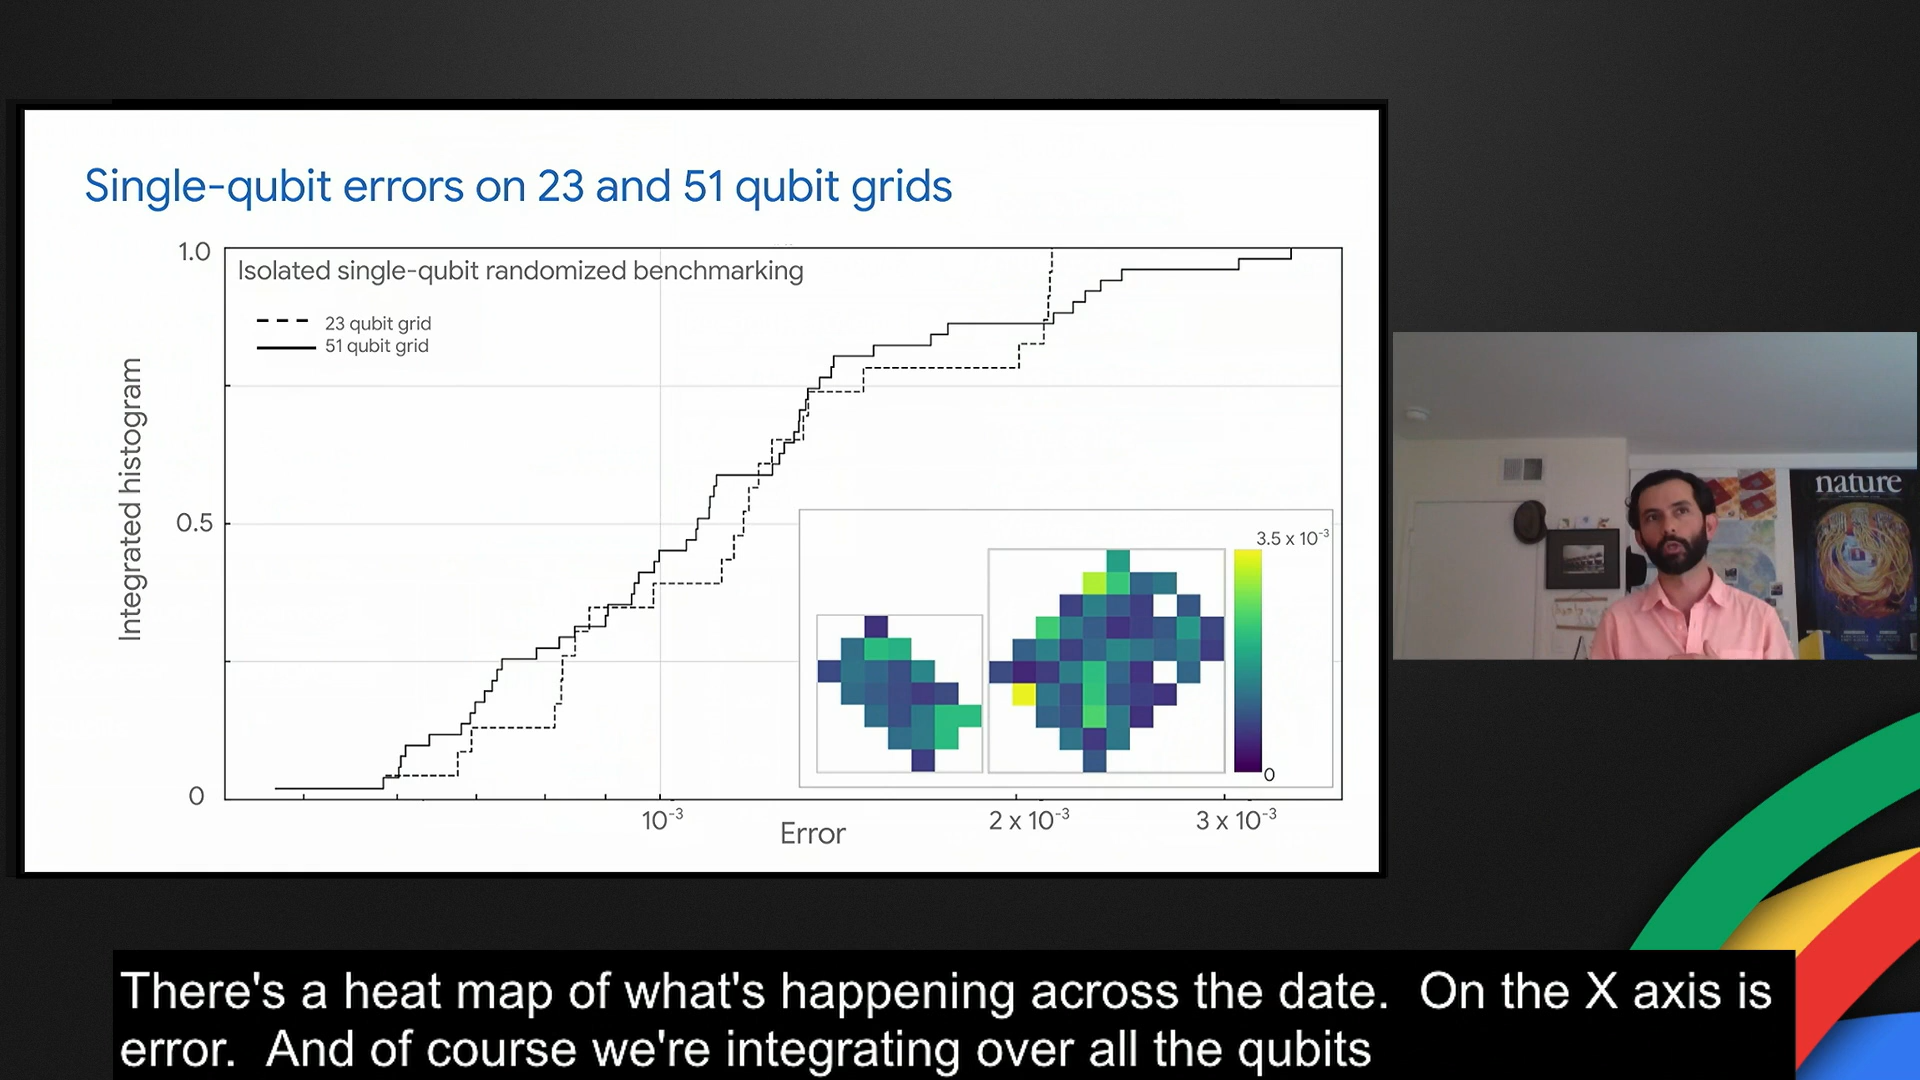 Single-qubit errors on 23 and 51 qubit grids
1.0
Isolated single-qubit randomized benchmarking
23 qubit grid
51 qubit grid
Integrated histogram
0.5
0
3.5 x 10⁻³
0
10⁻³
2 x 10⁻³
3 x 10⁻³
Error
nature
There's a heat map of what's happening across the date. On the X axis is
error. And of course we're integrating over all the qubits